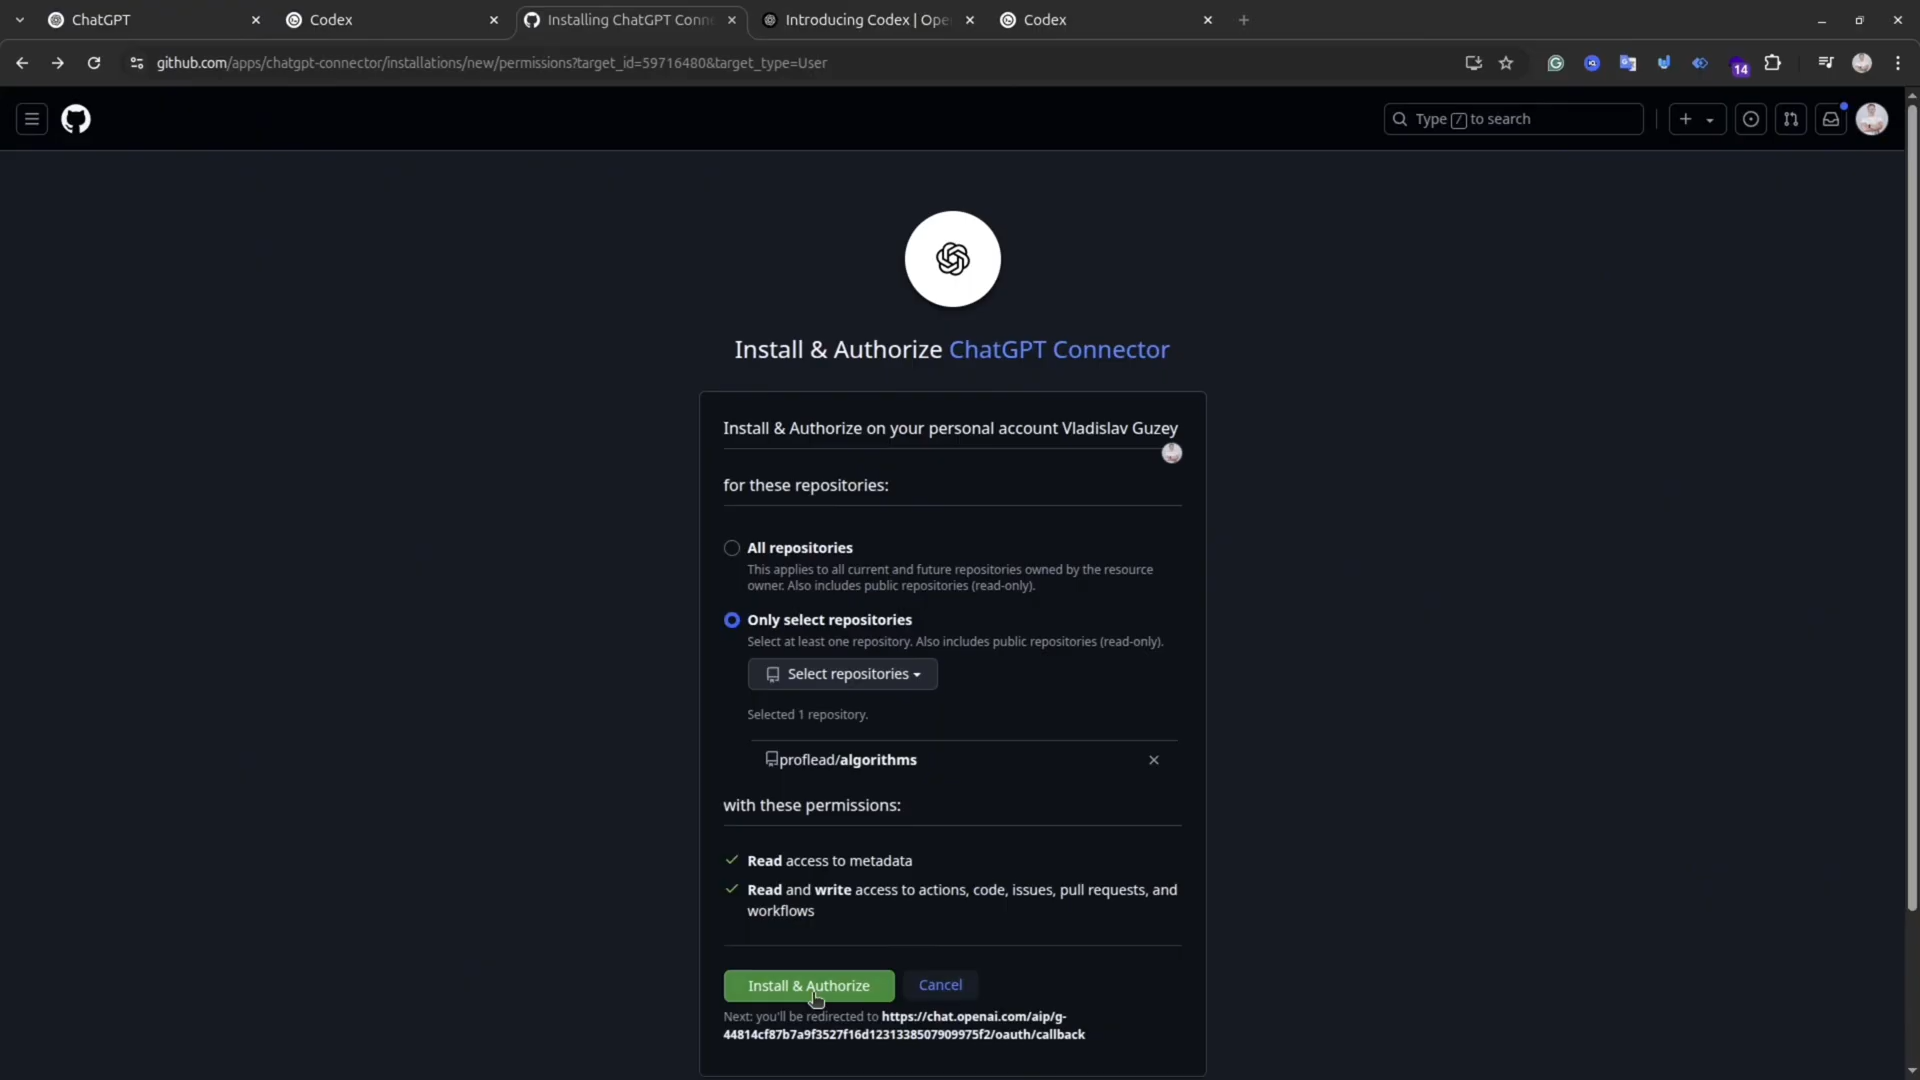 ChatGPT
Codex
Installing ChatGPT Conn
Introducing Codex | Ope
Codex
github.com/apps/chatgpt-connector/installations/new/permissions?target_id=59716480&target_type=User
14
Type / to search
Install & Authorize ChatGPT Connector
Install & Authorize on your personal account Vladislav Guzey
for these repositories:
All repositories
This applies to all current and future repositories owned by the resource
owner. Also includes public repositories (read-only).
Only select repositories
Select at least one repository. Also includes public repositories (read-only).
Select repositories
Selected 1 repository.
proflead/algorithms
with these permissions:
Read access to metadata
Read and write access to actions, code, issues, pull requests, and
workflows
Install & Authorize
Cancel
Next: you'll be redirected to https://chat.openai.com/aip/g-
44814cf87b7a9f3527f16d1231338507909975f2/oauth/callback